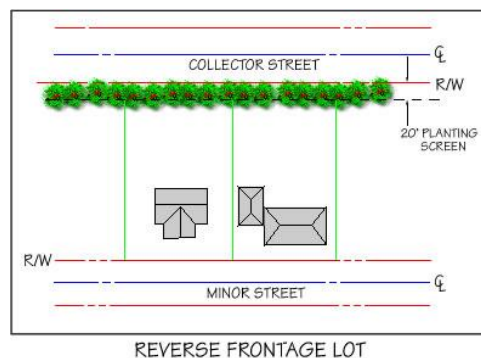 ℄
COLLECTOR STREET
R/W
20' PLANTING
SCREEN
R/W
℄
MINOR STREET
REVERSE FRONTAGE LOT